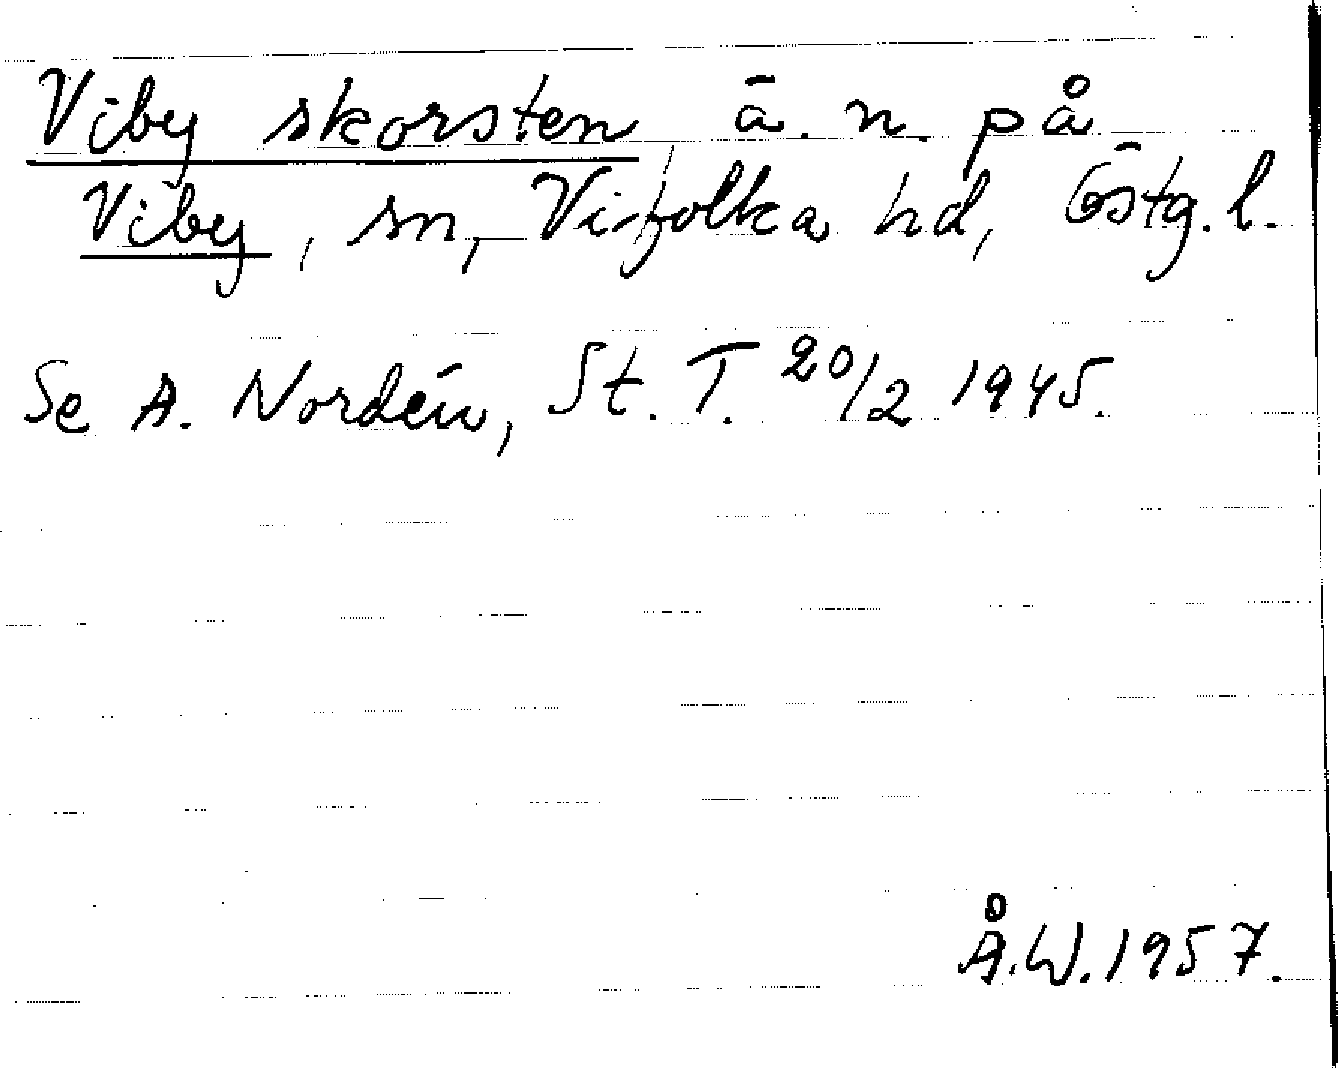 Viby skorsten ä. n. på
Viby, sn, Vifolka hd, Östg. l.
Se A. Nordén, St. T. 20/2 1945.
Å.W. 1957.